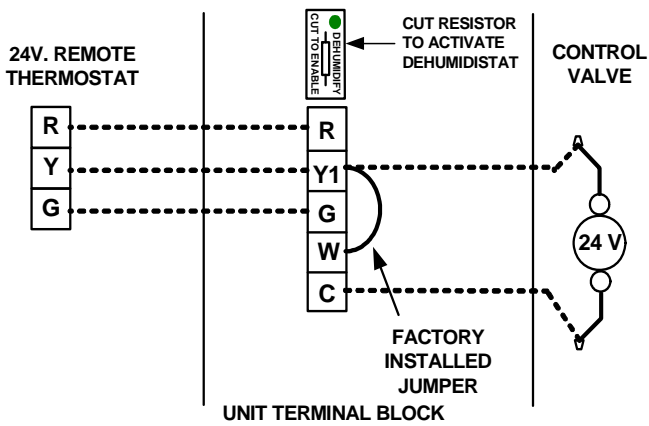 24V. REMOTE
THERMOSTAT
R
Y
G
DEHUMIDIFY
CUT TO ENABLE
CUT RESISTOR
TO ACTIVATE
DEHUMIDISTAT
CONTROL
VALVE
R
Y1
G
W
C
24 V
FACTORY
INSTALLED
JUMPER
UNIT TERMINAL BLOCK